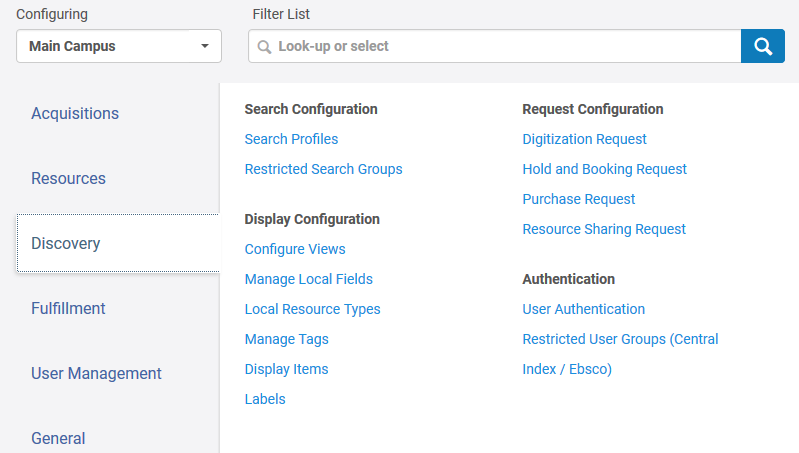 Configuring
Filter List
Main Campus
Look-up or select
Acquisitions
Resources
Discovery
Fulfillment
User Management
General
Search Configuration
Search Profiles
Restricted Search Groups
Display Configuration
Configure Views
Manage Local Fields
Local Resource Types
Manage Tags
Display Items
Labels
Request Configuration
Digitization Request
Hold and Booking Request
Purchase Request
Resource Sharing Request
Authentication
User Authentication
Restricted User Groups (Central
Index / Ebsco)